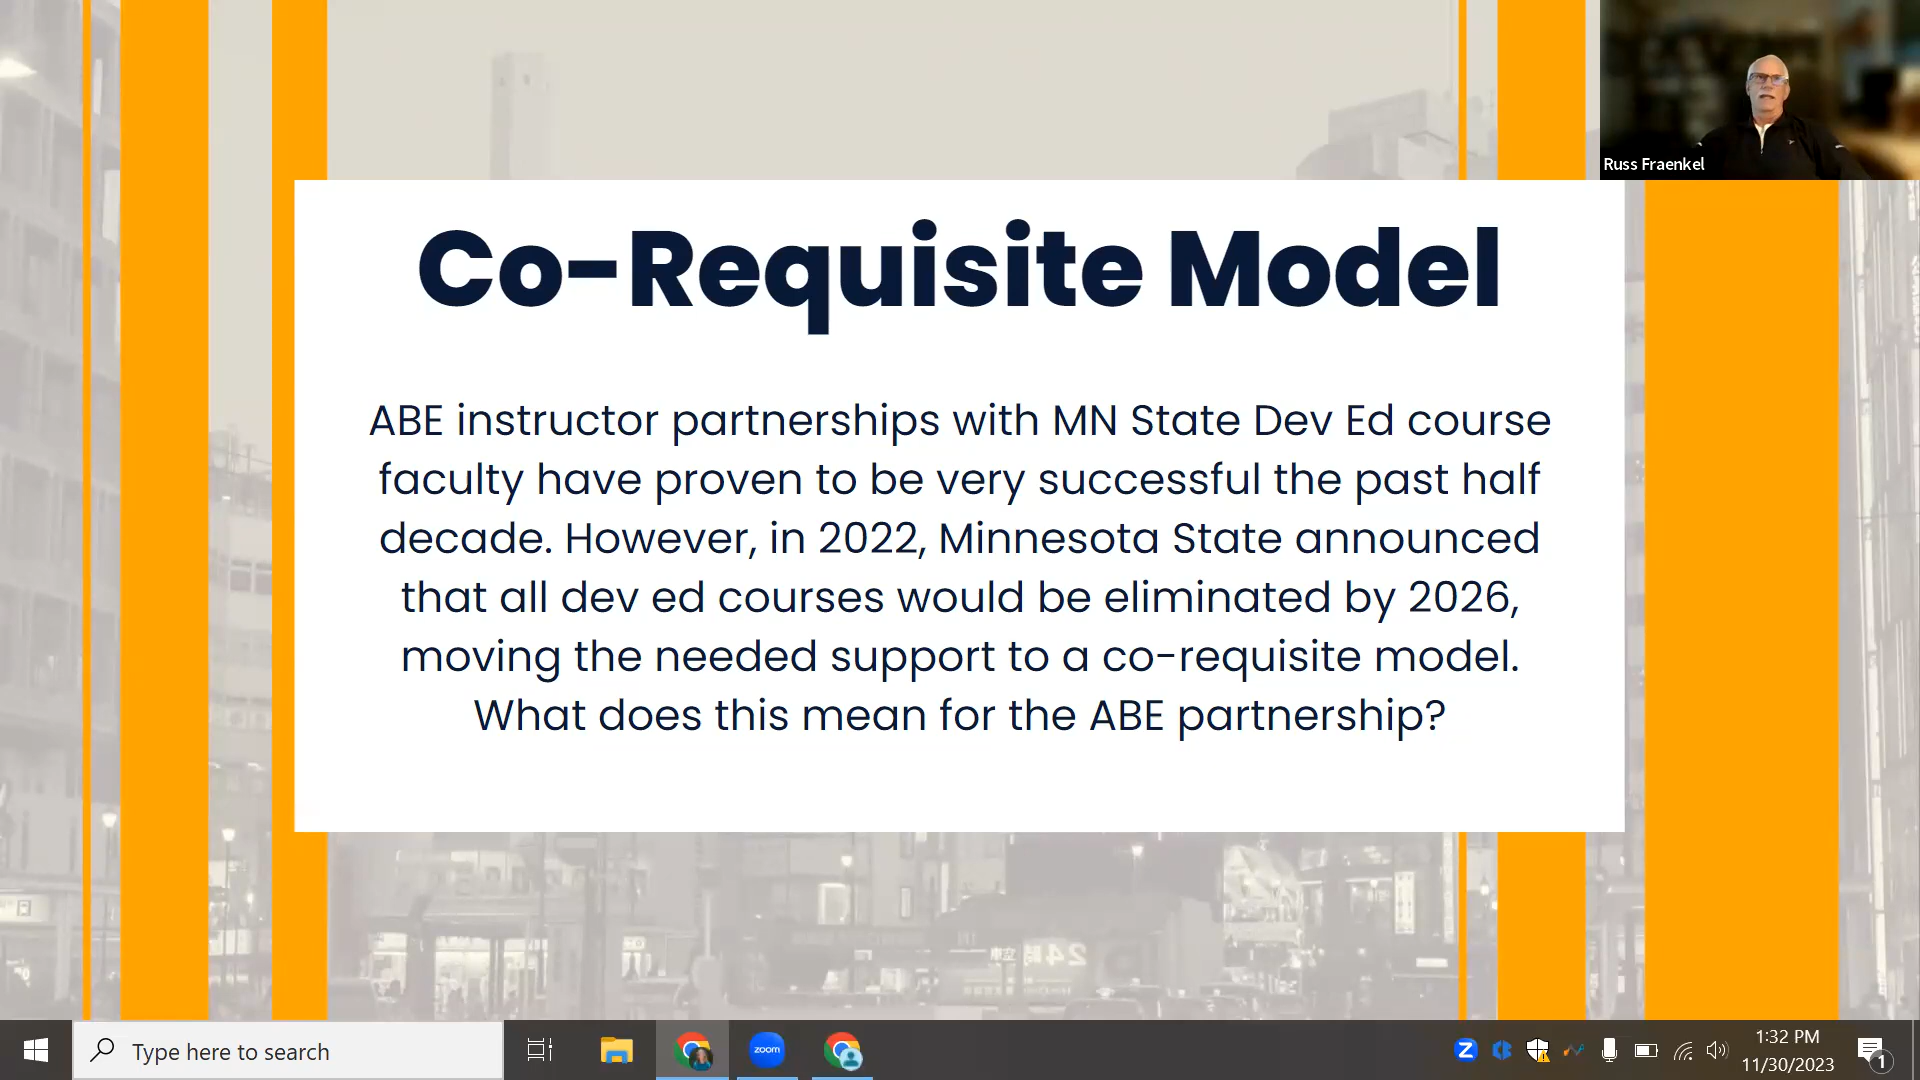 Russ Fraenkel
Co-Requisite Model
ABE instructor partnerships with MN State Dev Ed course
faculty have proven to be very successful the past half
decade. However, in 2022, Minnesota State announced
that all dev ed courses would be eliminated by 2026,
moving the needed support to a co-requisite model.
What does this mean for the ABE partnership?
Type here to search
zoom
Z
1:32 PM
11/30/2023
1